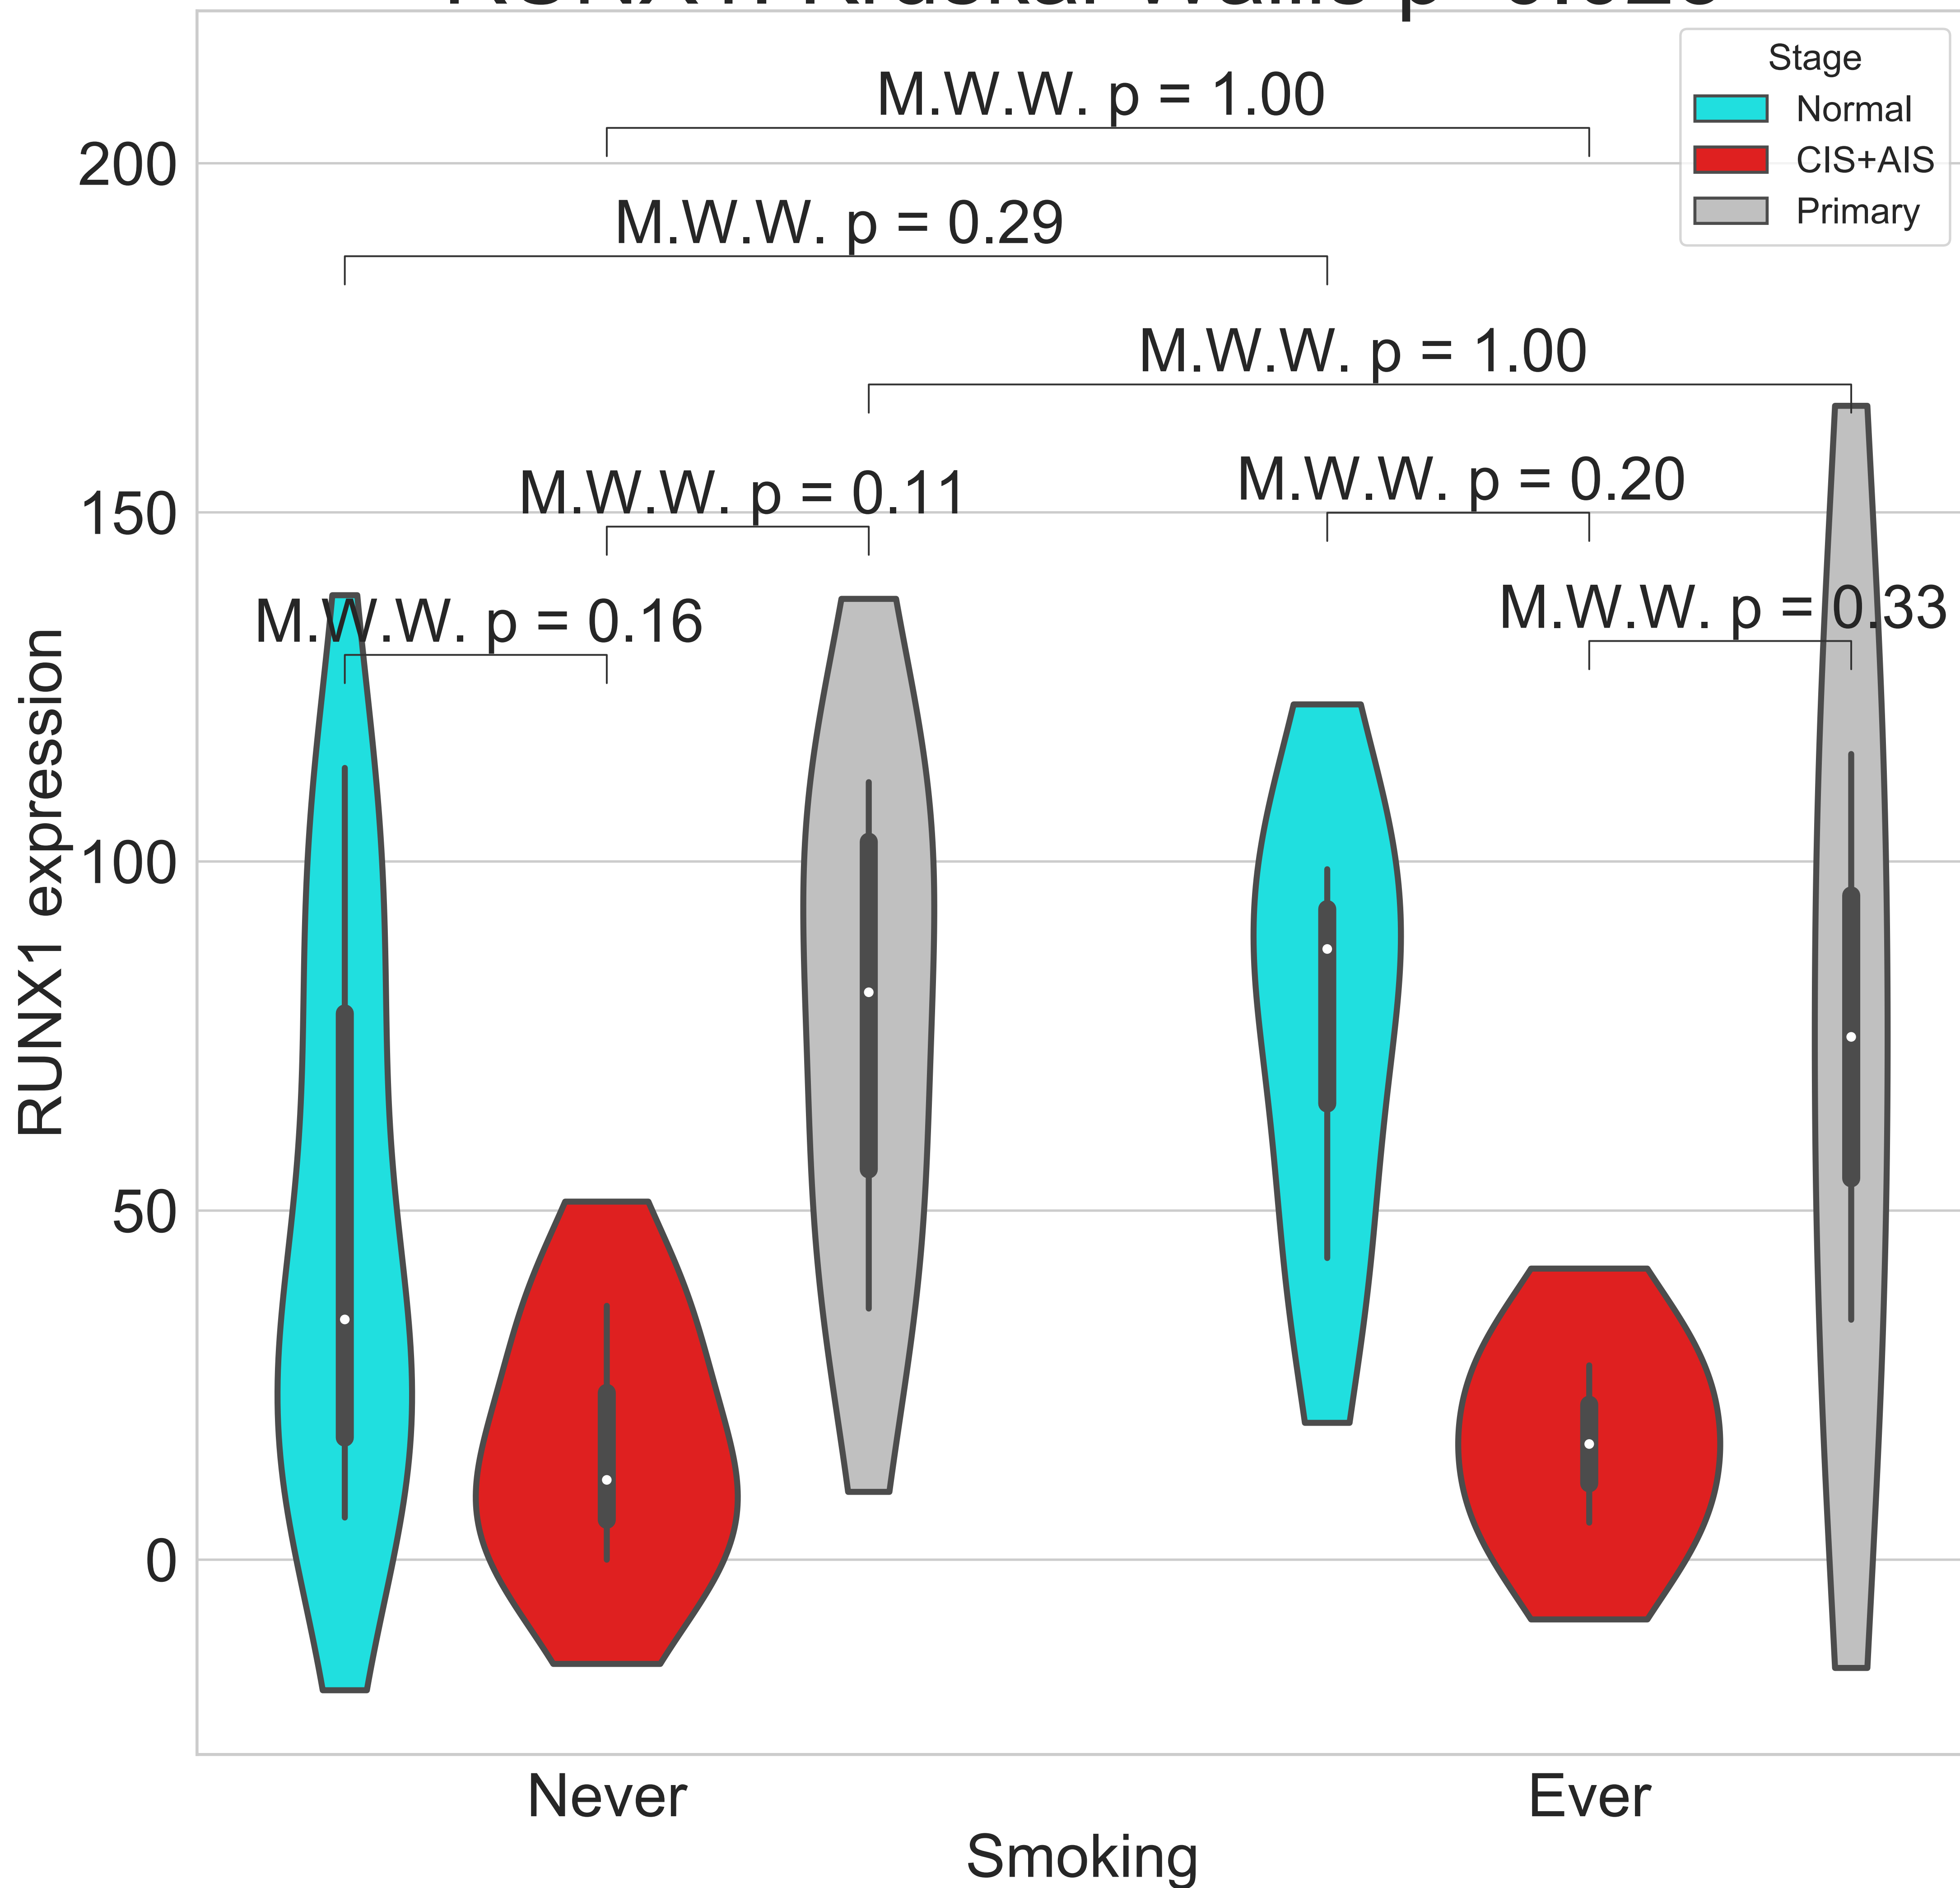 Stage
Normal
CIS+AIS
Primary
M.W.W. p = 1.00
M.W.W. p = 0.29
M.W.W. p = 1.00
M.W.W. p = 0.11
M.W.W. p = 0.20
M.W.W. p = 0.16
M.W.W. p = 0.33
200
150
100
50
0
RUNX1 expression
Never
Ever
Smoking